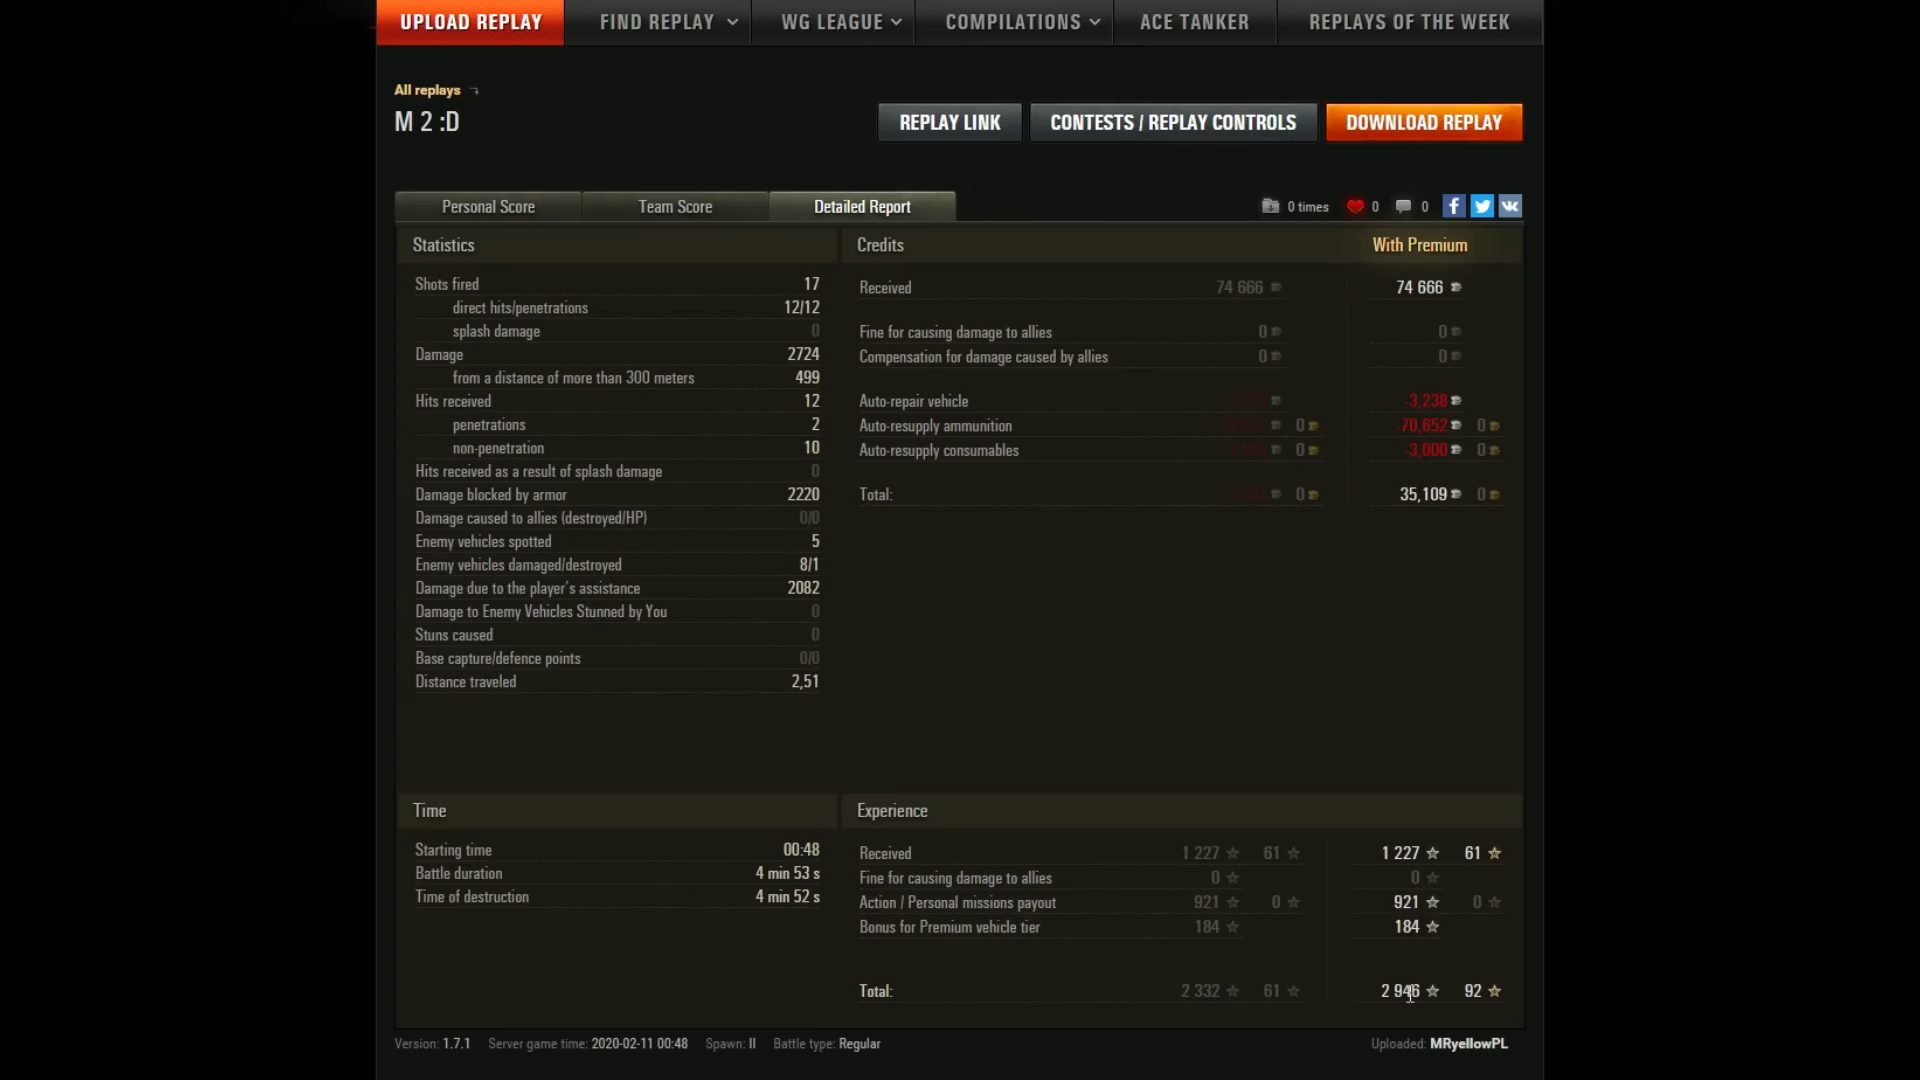 UPLOAD REPLAY FIND REPLAY WG LEAGUE COMPILATIONS ACE TANKER REPLAYS OF THE WEEK
All replays
M 2 :D
REPLAY LINK CONTESTS / REPLAY CONTROLS DOWNLOAD REPLAY
Personal Score Team Score Detailed Report 0 times 0 0
Statistics
Shots fired 17
direct hits/penetrations 12/12
splash damage 0
Damage 2724
from a distance of more than 300 meters 499
Hits received 12
penetrations 2
non-penetration 10
Hits received as a result of splash damage 0
Damage blocked by armor 2220
Damage caused to allies (destroyed/HP) 0/0
Enemy vehicles spotted 5
Enemy vehicles damaged/destroyed 8/1
Damage due to the player's assistance 2082
Damage to Enemy Vehicles Stunned by You 0
Stuns caused 0
Base capture/defence points 0/0
Distance traveled 2,51
Credits With Premium
Received 74 666 74 666
Fine for causing damage to allies 0 0
Compensation for damage caused by allies 0 0
Auto-repair vehicle -3,238
Auto-resupply ammunition 0 -70,652 0
Auto-resupply consumables 0 -3,000 0
Total: 0 35,109 0
Time
Starting time 00:48
Battle duration 4 min 53 s
Time of destruction 4 min 52 s
Experience
Received 1 227 61 1 227 61
Fine for causing damage to allies 0 0
Action / Personal missions payout 921 0 921 0
Bonus for Premium vehicle tier 184 184
Total: 2 332 61 2 946 92
Version: 1.7.1 Server game time: 2020-02-11 00:48 Spawn: II Battle type: Regular Uploaded: MRyellowPL